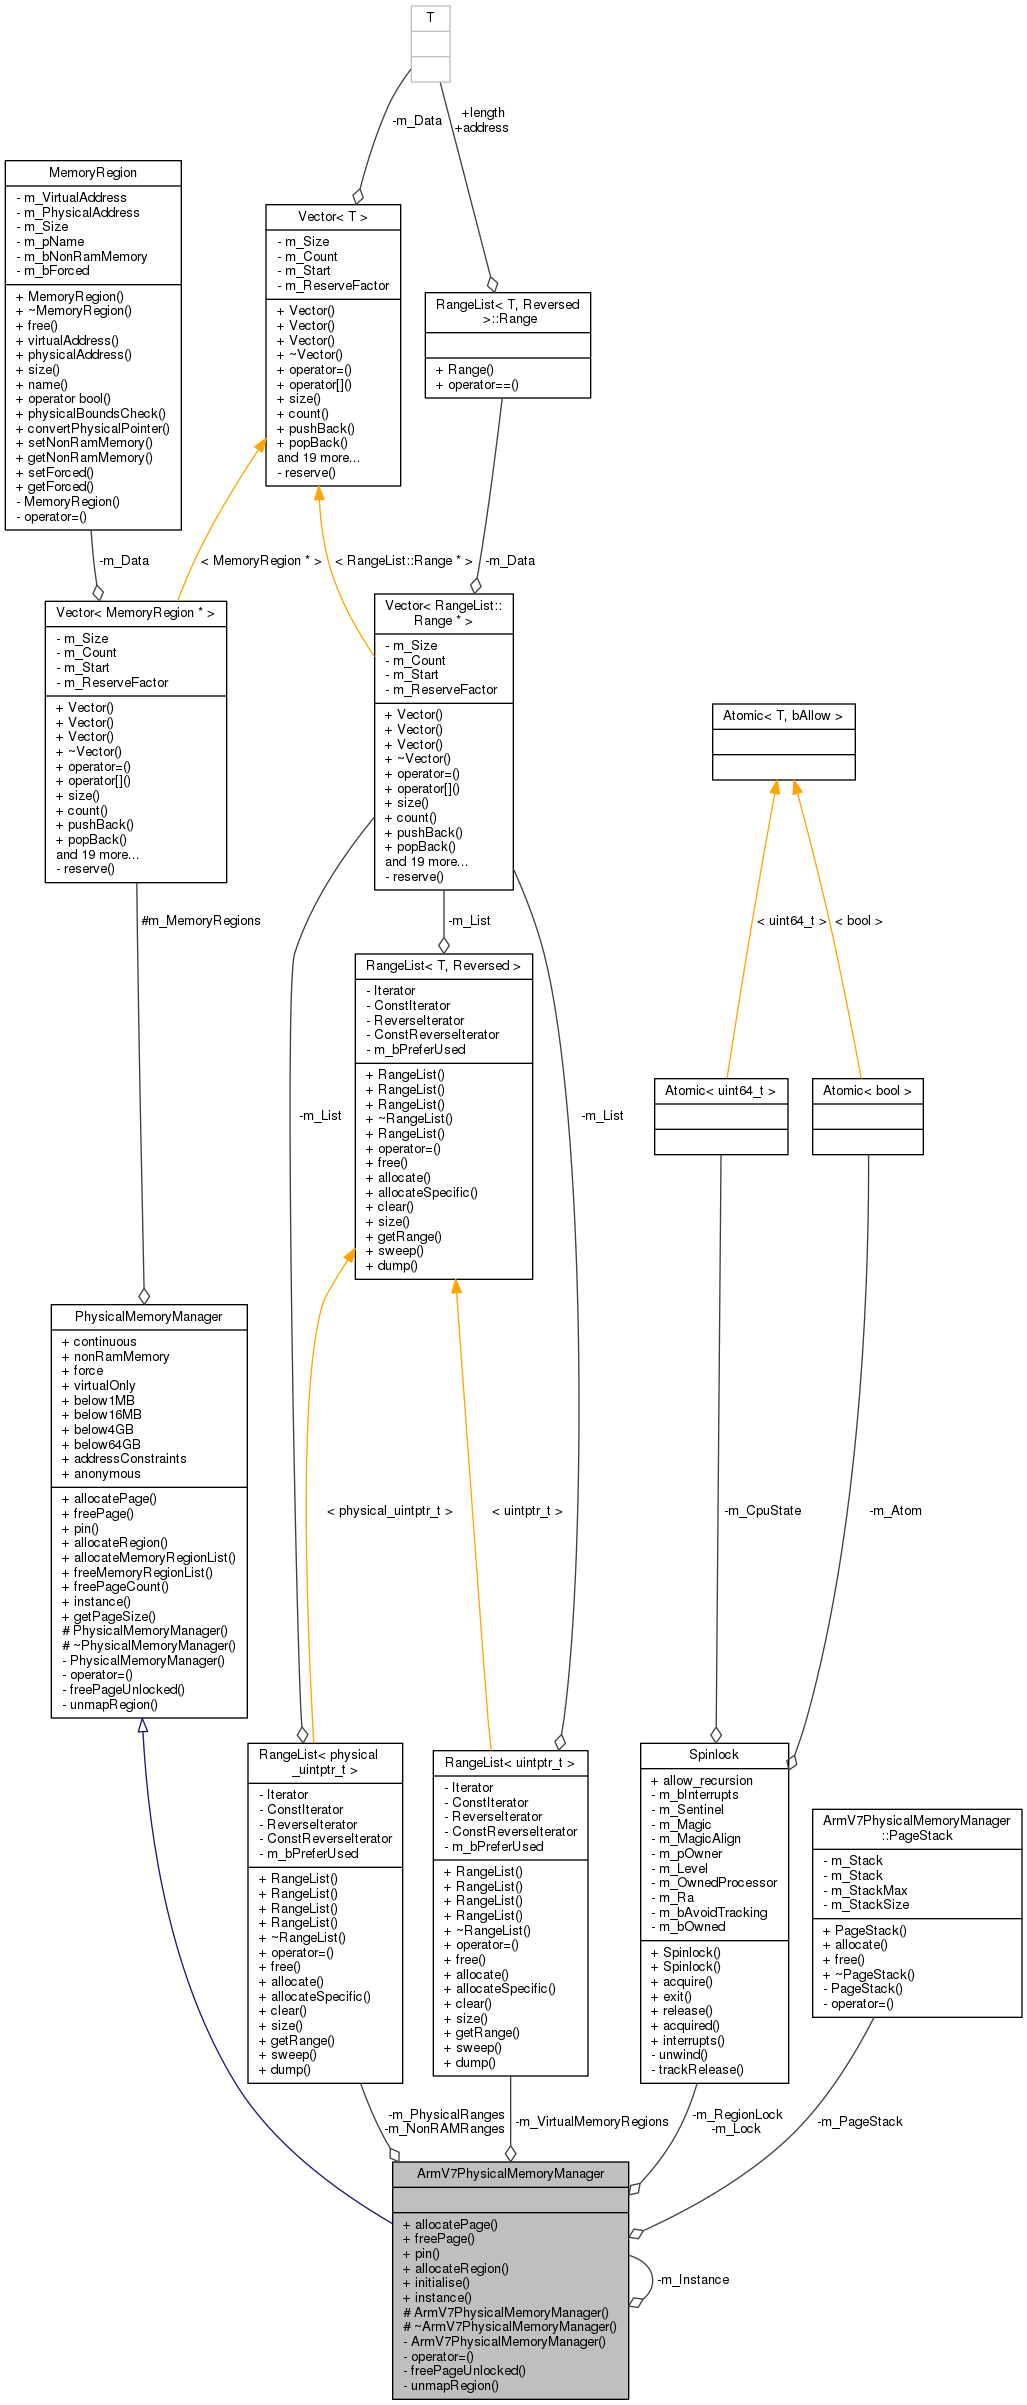 T
-m_Data
+length
+address
MemoryRegion
- m_VirtualAddress
- m_PhysicalAddress
- m_Size
- m_pName
- m_bNonRamMemory
- m_bForced
+ MemoryRegion()
+ ~MemoryRegion()
+ free()
+ virtualAddress()
+ physicalAddress()
+ size()
+ name()
+ operator bool()
+ physicalBoundsCheck()
+ convertPhysicalPointer()
+ setNonRamMemory()
+ getNonRamMemory()
+ setForced()
+ getForced()
- MemoryRegion()
- operator=()
Vector< T >
- m_Size
- m_Count
- m_Start
- m_ReserveFactor
+ Vector()
+ Vector()
+ Vector()
+ ~Vector()
+ operator=()
+ operator[]()
+ size()
+ count()
+ pushBack()
+ popBack()
and 19 more...
- reserve()
RangeList< T, Reversed
>::Range
+ Range()
+ operator==()
-m_Data
< MemoryRegion * >
< RangeList::Range * >
-m_Data
Vector< MemoryRegion * >
- m_Size
- m_Count
- m_Start
- m_ReserveFactor
+ Vector()
+ Vector()
+ Vector()
+ ~Vector()
+ operator=()
+ operator[]()
+ size()
+ count()
+ pushBack()
+ popBack()
and 19 more...
- reserve()
Vector< RangeList::
Range * >
- m_Size
- m_Count
- m_Start
- m_ReserveFactor
+ Vector()
+ Vector()
+ Vector()
+ ~Vector()
+ operator=()
+ operator[]()
+ size()
+ count()
+ pushBack()
+ popBack()
and 19 more...
- reserve()
Atomic< T, bAllow >
#m_MemoryRegions
-m_List
< uint64_t >
< bool >
RangeList< T, Reversed >
- Iterator
- ConstIterator
- ReverseIterator
- ConstReverseIterator
- m_bPreferUsed
+ RangeList()
+ RangeList()
+ RangeList()
+ ~RangeList()
+ RangeList()
+ operator=()
+ free()
+ allocate()
+ allocateSpecific()
+ clear()
+ size()
+ getRange()
+ sweep()
+ dump()
-m_List
-m_List
Atomic< uint64_t >
Atomic< bool >
PhysicalMemoryManager
+ continuous
+ nonRamMemory
+ force
+ virtualOnly
+ below1MB
+ below16MB
+ below4GB
+ below64GB
+ addressConstraints
+ anonymous
+ allocatePage()
+ freePage()
+ pin()
+ allocateRegion()
+ allocateMemoryRegionList()
+ freeMemoryRegionList()
+ freePageCount()
+ instance()
+ getPageSize()
# PhysicalMemoryManager()
# ~PhysicalMemoryManager()
- PhysicalMemoryManager()
- operator=()
- freePageUnlocked()
- unmapRegion()
< physical_uintptr_t >
< uintptr_t >
-m_CpuState
-m_Atom
RangeList< physical
_uintptr_t >
- Iterator
- ConstIterator
- ReverseIterator
- ConstReverseIterator
- m_bPreferUsed
+ RangeList()
+ RangeList()
+ RangeList()
+ RangeList()
+ ~RangeList()
+ operator=()
+ free()
+ allocate()
+ allocateSpecific()
+ clear()
+ size()
+ getRange()
+ sweep()
+ dump()
RangeList< uintptr_t >
- Iterator
- ConstIterator
- ReverseIterator
- ConstReverseIterator
- m_bPreferUsed
+ RangeList()
+ RangeList()
+ RangeList()
+ RangeList()
+ ~RangeList()
+ operator=()
+ free()
+ allocate()
+ allocateSpecific()
+ clear()
+ size()
+ getRange()
+ sweep()
+ dump()
Spinlock
+ allow_recursion
- m_bInterrupts
- m_Sentinel
- m_Magic
- m_MagicAlign
- m_pOwner
- m_Level
- m_OwnedProcessor
- m_Ra
- m_bAvoidTracking
- m_bOwned
+ Spinlock()
+ Spinlock()
+ acquire()
+ exit()
+ release()
+ acquired()
+ interrupts()
- unwind()
- trackRelease()
ArmV7PhysicalMemoryManager
::PageStack
- m_Stack
- m_Stack
- m_StackMax
- m_StackSize
+ PageStack()
+ allocate()
+ free()
+ ~PageStack()
- PageStack()
- operator=()
-m_PhysicalRanges
-m_NonRAMRanges
-m_VirtualMemoryRegions
-m_RegionLock
-m_Lock
-m_PageStack
ArmV7PhysicalMemoryManager
+ allocatePage()
+ freePage()
+ pin()
+ allocateRegion()
+ initialise()
+ instance()
# ArmV7PhysicalMemoryManager()
# ~ArmV7PhysicalMemoryManager()
- ArmV7PhysicalMemoryManager()
- operator=()
- freePageUnlocked()
- unmapRegion()
-m_Instance